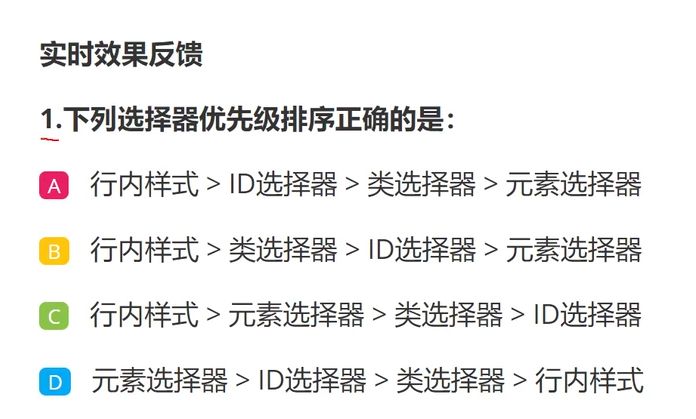 实时效果反馈
1.下列选择器优先级排序正确的是：
A 行内样式 > ID选择器 > 类选择器 > 元素选择器
B 行内样式 > 类选择器 > ID选择器 > 元素选择器
C 行内样式 > 元素选择器 > 类选择器 > ID选择器
D 元素选择器 > ID选择器 > 类选择器 > 行内样式